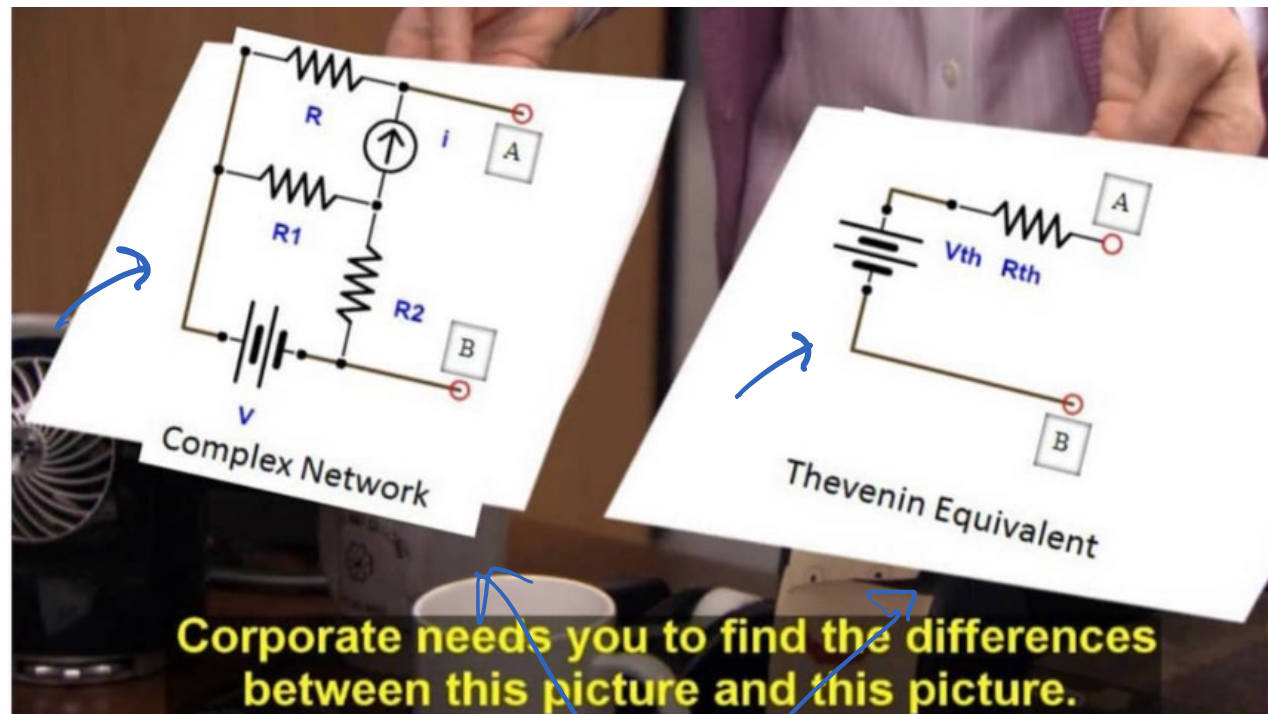 R
i
A
R1
R2
B
V
Complex Network
A
Vth Rth
B
Thevenin Equivalent
Corporate needs you to find the differences
between this picture and this picture.